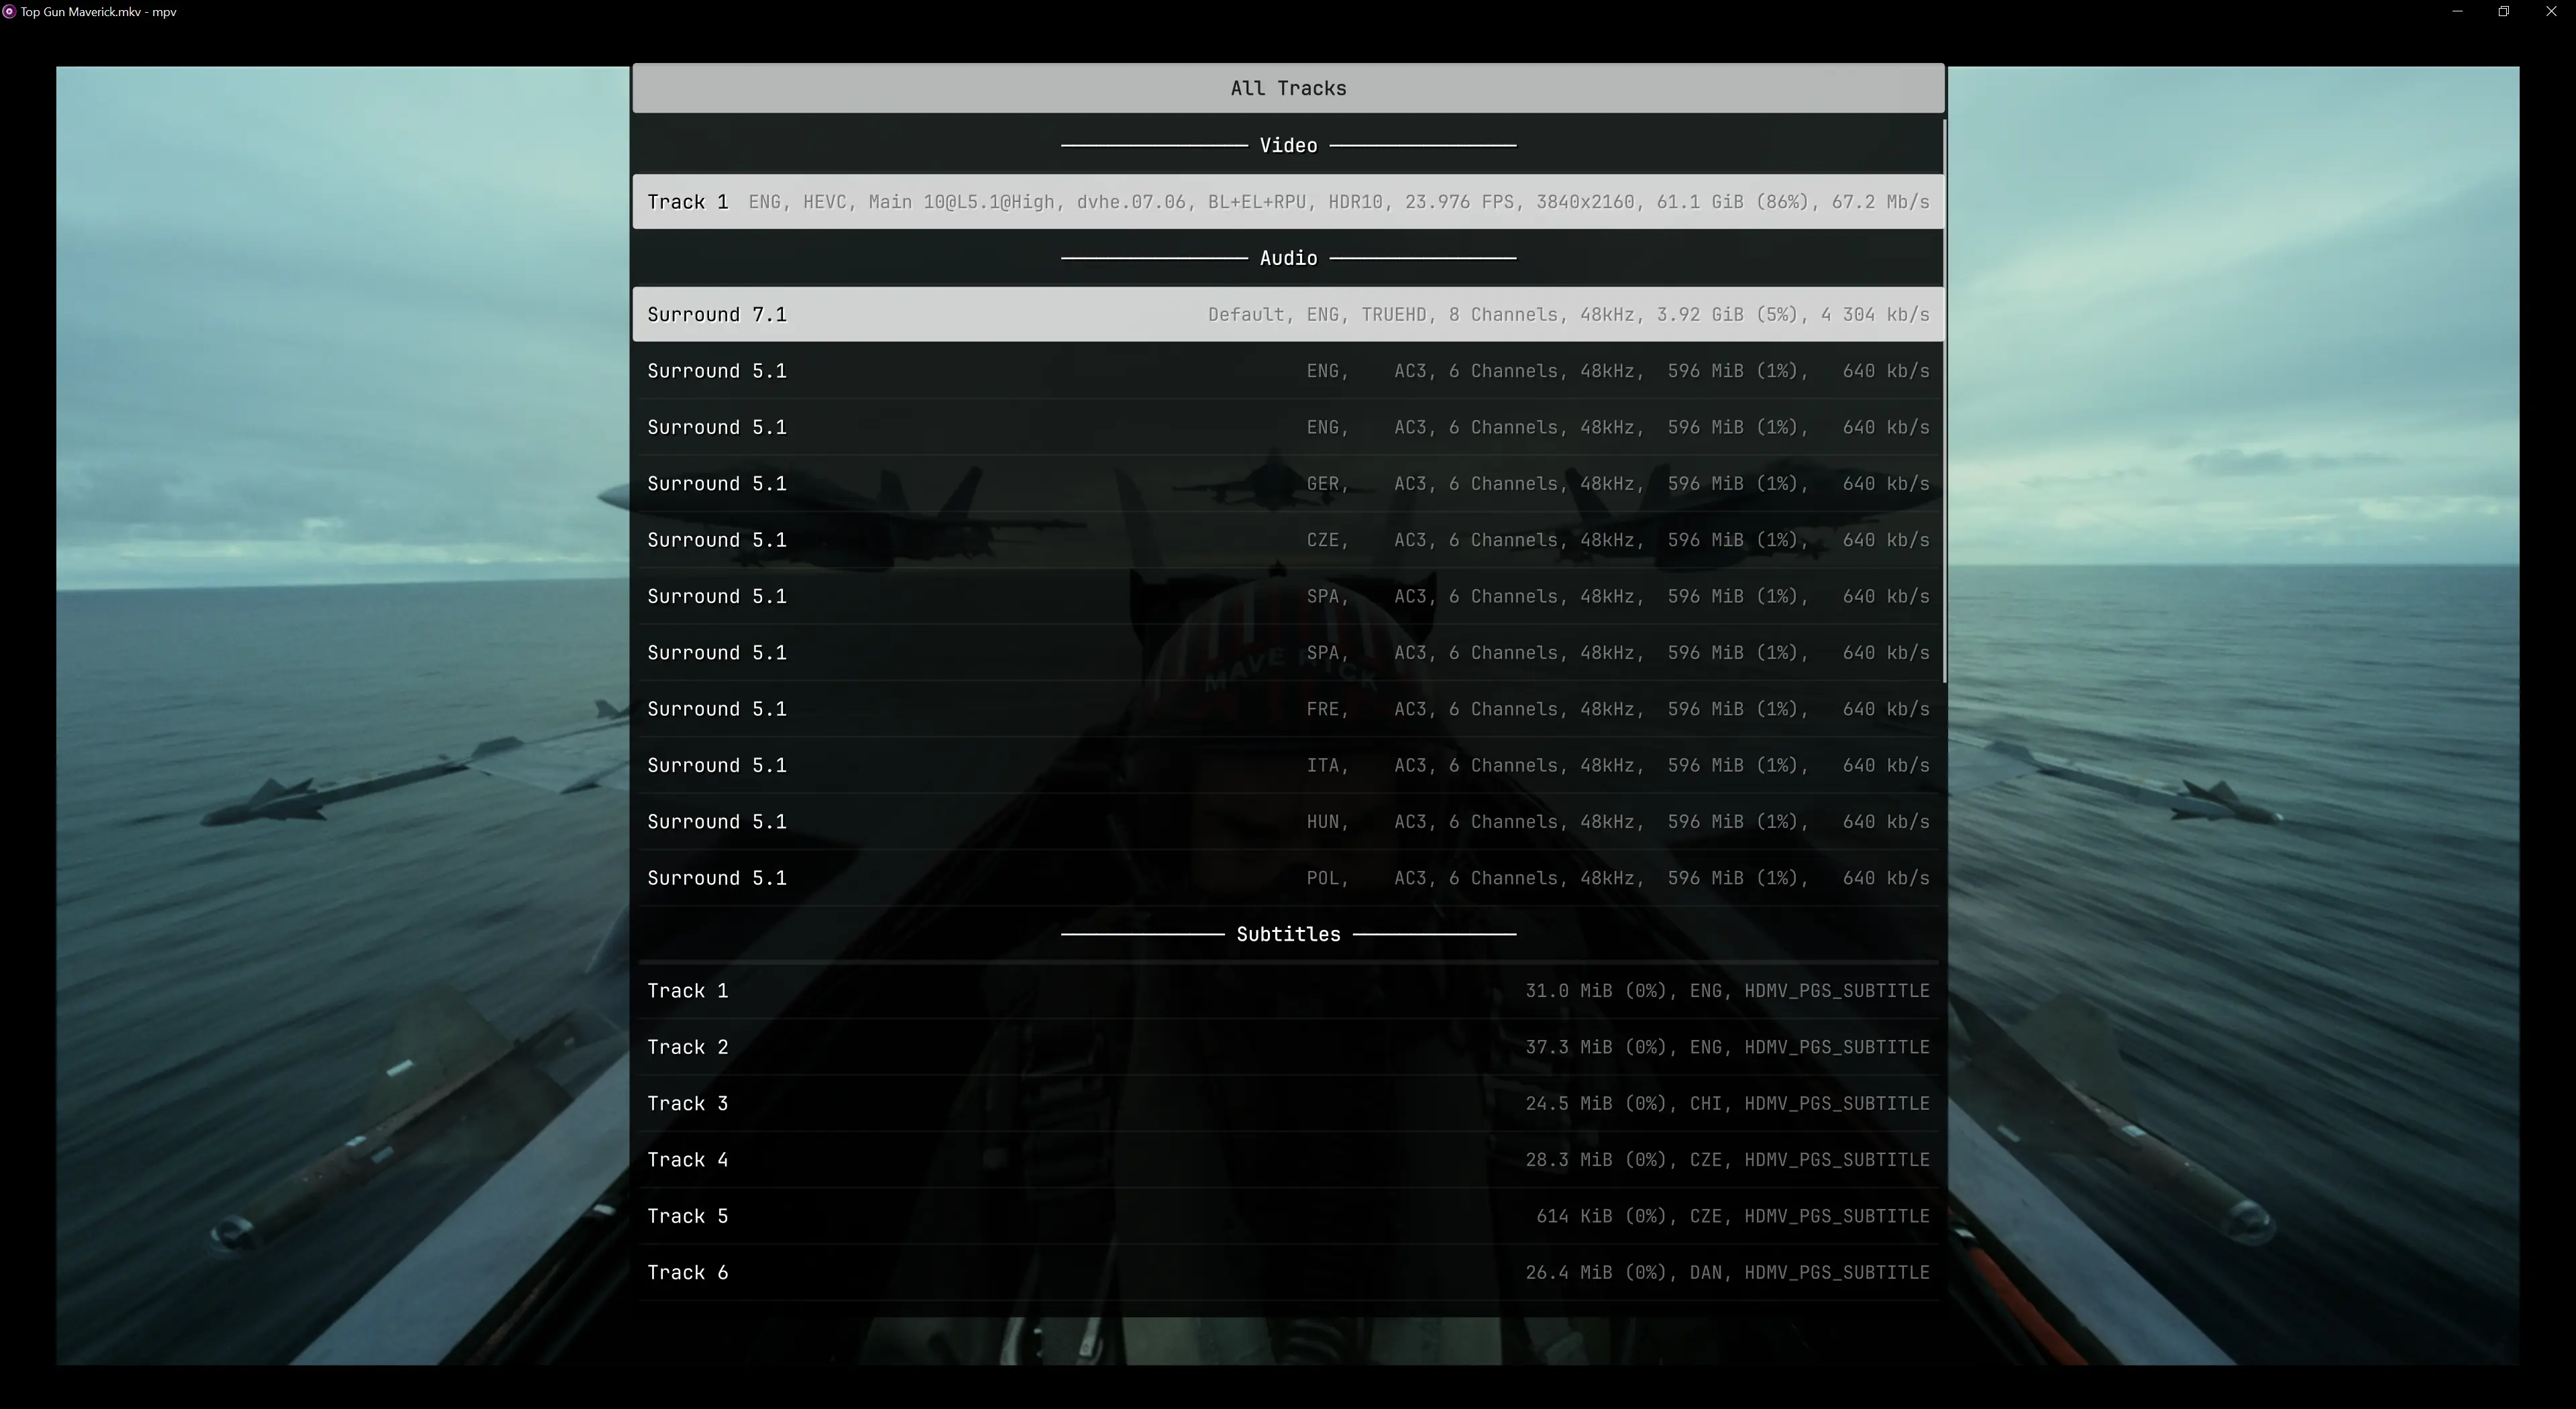 Top Gun Maverick.mkv - mpv
All Tracks
Video
Track 1 ENG, HEVC, Main 10@L5.1@High, dvhe.07.06, BL+EL+RPU, HDR10, 23.976 FPS, 3840x2160, 61.1 GiB (86%), 67.2 Mb/s
Audio
Surround 7.1 Default, ENG, TRUEHD, 8 Channels, 48kHz, 3.92 GiB (5%), 4 304 kb/s
Surround 5.1 ENG, AC3, 6 Channels, 48kHz, 596 MiB (1%), 640 kb/s
Surround 5.1 ENG, AC3, 6 Channels, 48kHz, 596 MiB (1%), 640 kb/s
Surround 5.1 GER, AC3, 6 Channels, 48kHz, 596 MiB (1%), 640 kb/s
Surround 5.1 CZE, AC3, 6 Channels, 48kHz, 596 MiB (1%), 640 kb/s
Surround 5.1 SPA, AC3, 6 Channels, 48kHz, 596 MiB (1%), 640 kb/s
Surround 5.1 SPA, AC3, 6 Channels, 48kHz, 596 MiB (1%), 640 kb/s
MAVERICK
Surround 5.1 FRE, AC3, 6 Channels, 48kHz, 596 MiB (1%), 640 kb/s
Surround 5.1 ITA, AC3, 6 Channels, 48kHz, 596 MiB (1%), 640 kb/s
Surround 5.1 HUN, AC3, 6 Channels, 48kHz, 596 MiB (1%), 640 kb/s
Surround 5.1 POL, AC3, 6 Channels, 48kHz, 596 MiB (1%), 640 kb/s
Subtitles
Track 1 31.0 MiB (0%), ENG, HDMV_PGS_SUBTITLE
Track 2 37.3 MiB (0%), ENG, HDMV_PGS_SUBTITLE
Track 3 24.5 MiB (0%), CHI, HDMV_PGS_SUBTITLE
Track 4 28.3 MiB (0%), CZE, HDMV_PGS_SUBTITLE
Track 5 614 KiB (0%), CZE, HDMV_PGS_SUBTITLE
Track 6 26.4 MiB (0%), DAN, HDMV_PGS_SUBTITLE